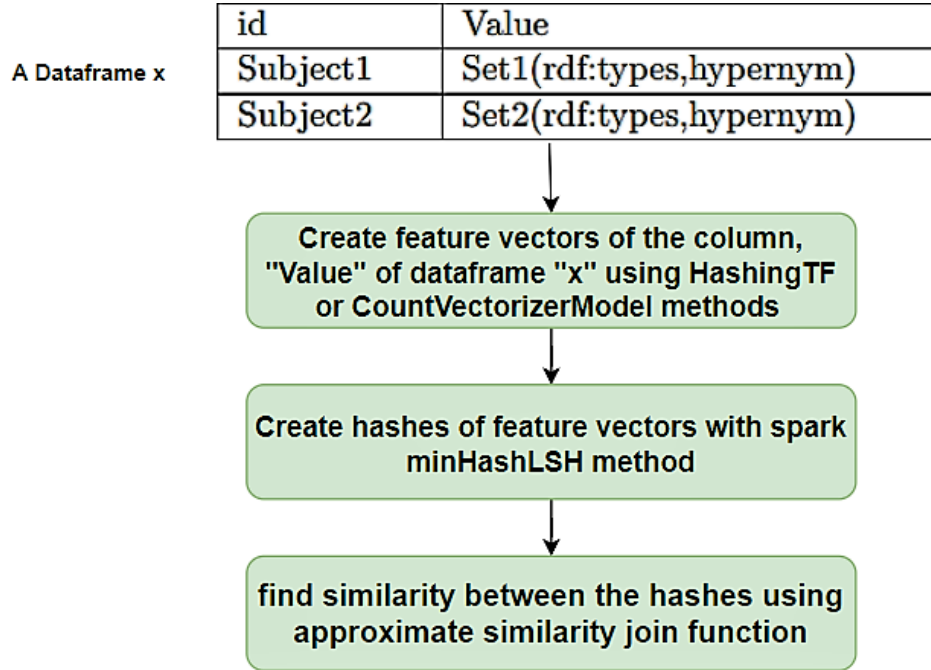 id Value
A Dataframe x
Subject1 Set1(rdf:types,hypernym)
Subject2 Set2(rdf:types,hypernym)
Create feature vectors of the column,
"Value" of dataframe "x" using HashingTF
or CountVectorizerModel methods
Create hashes of feature vectors with spark
minHashLSH method
find similarity between the hashes using
approximate similarity join function